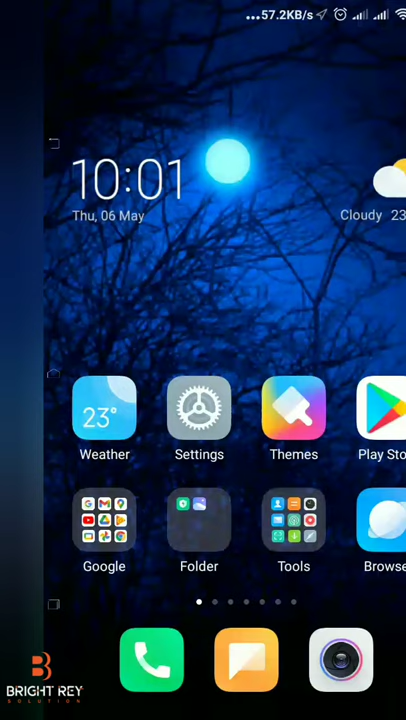 ...57.2KB/s
10:01
Thu, 06 May
Cloudy 23
23°
Weather
Settings
Themes
Play Sto
Google
Folder
Tools
Browse
BRIGHT REY
SOLUTION